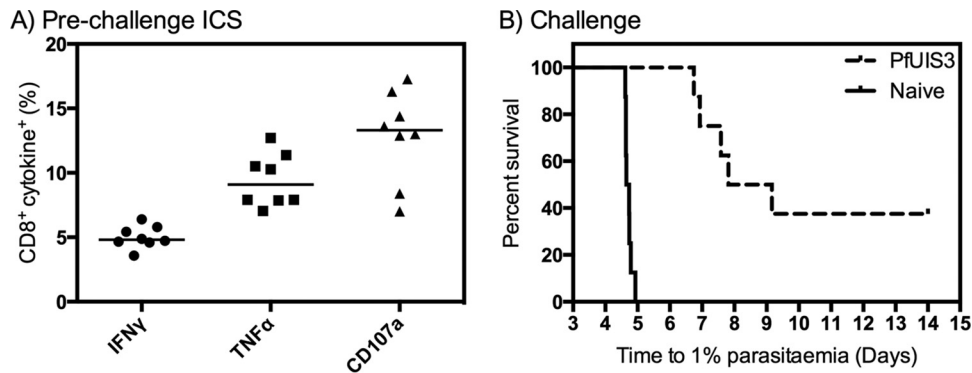 A) Pre-challenge ICS
CD8⁺ cytokine⁺ (%)
20
15
10
5
0
IFNγ
TNFα
CD107a
B) Challenge
Percent survival
100
80
60
40
20
0
PfUIS3
Naive
3 4 5 6 7 8 9 10 11 12 13 14 15
Time to 1% parasitaemia (Days)